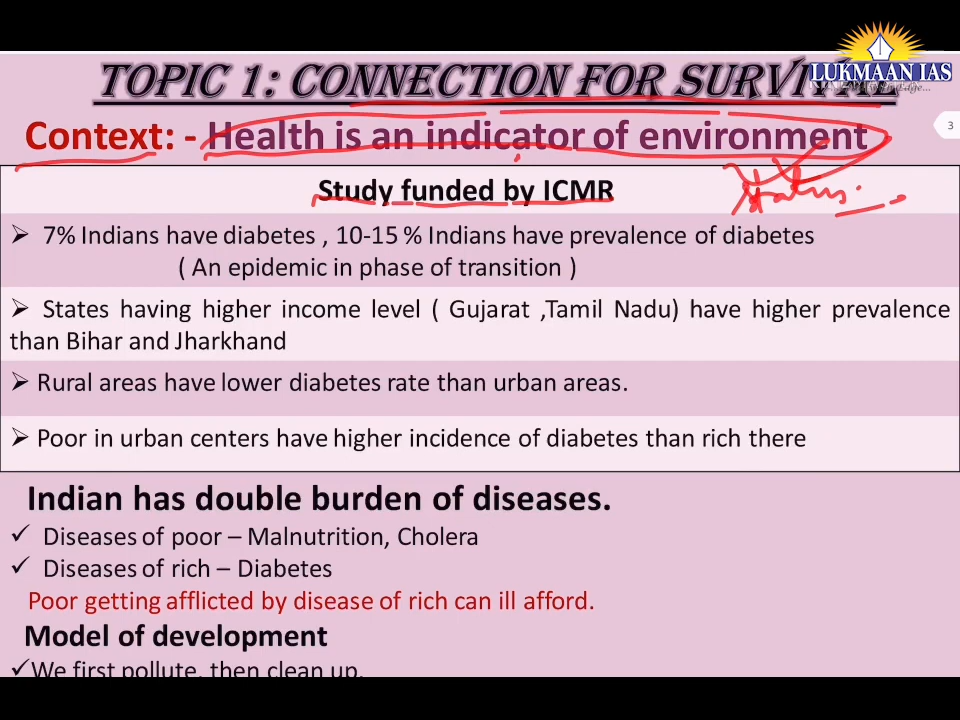 TOPIC 1: CONNECTION FOR
LUKMAAN IAS
Context: - Health is an indicator of environment
3
Study funded by ICMR
➢ 7% Indians have diabetes , 10-15 % Indians have prevalence of diabetes
( An epidemic in phase of transition )
➢ States having higher income level ( Gujarat ,Tamil Nadu) have higher prevalence
than Bihar and Jharkhand
➢ Rural areas have lower diabetes rate than urban areas.
➢ Poor in urban centers have higher incidence of diabetes than rich there
Indian has double burden of diseases.
✓ Diseases of poor – Malnutrition, Cholera
✓ Diseases of rich – Diabetes
Poor getting afflicted by disease of rich can ill afford.
Model of development
✓We first pollute, then clean up.